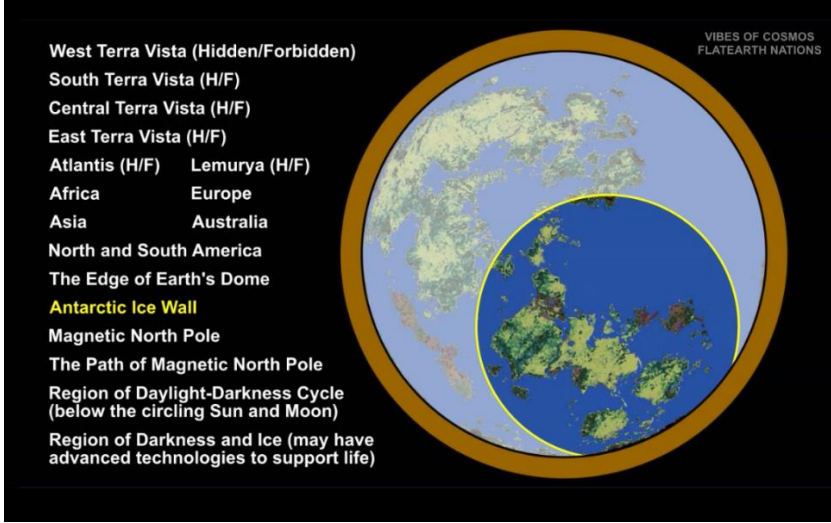 West Terra Vista (Hidden/Forbidden)
South Terra Vista (H/F)
Central Terra Vista (H/F)
East Terra Vista (H/F)
Atlantis (H/F) Lemurya (H/F)
Africa Europe
Asia Australia
North and South America
The Edge of Earth's Dome
Antarctic Ice Wall
Magnetic North Pole
The Path of Magnetic North Pole
Region of Daylight-Darkness Cycle
(below the circling Sun and Moon)
Region of Darkness and Ice (may have
advanced technologies to support life)
VIBES OF COSMOS
FLATEARTH NATIONS